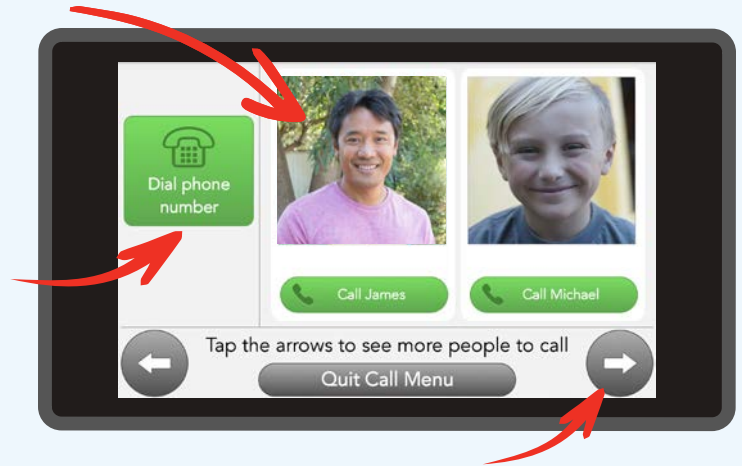 Dial phone
number
Call James
Call Michael
Tap the arrows to see more people to call
Quit Call Menu